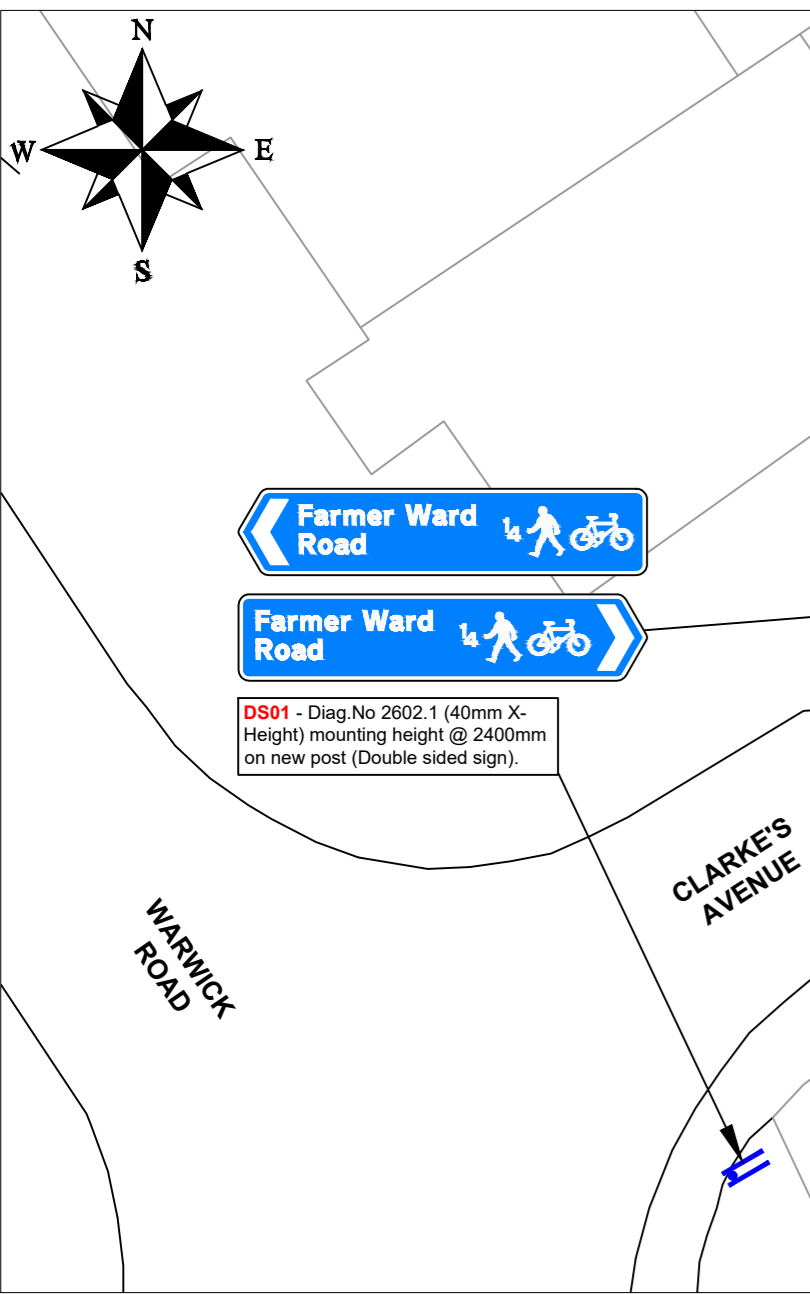 N
W
E
S
Farmer Ward
Road
¼
Farmer Ward
Road
¼
DS01 - Diag.No 2602.1 (40mm X-
Height) mounting height @ 2400mm
on new post (Double sided sign).
CLARKE'S
AVENUE
WARWICK
ROAD